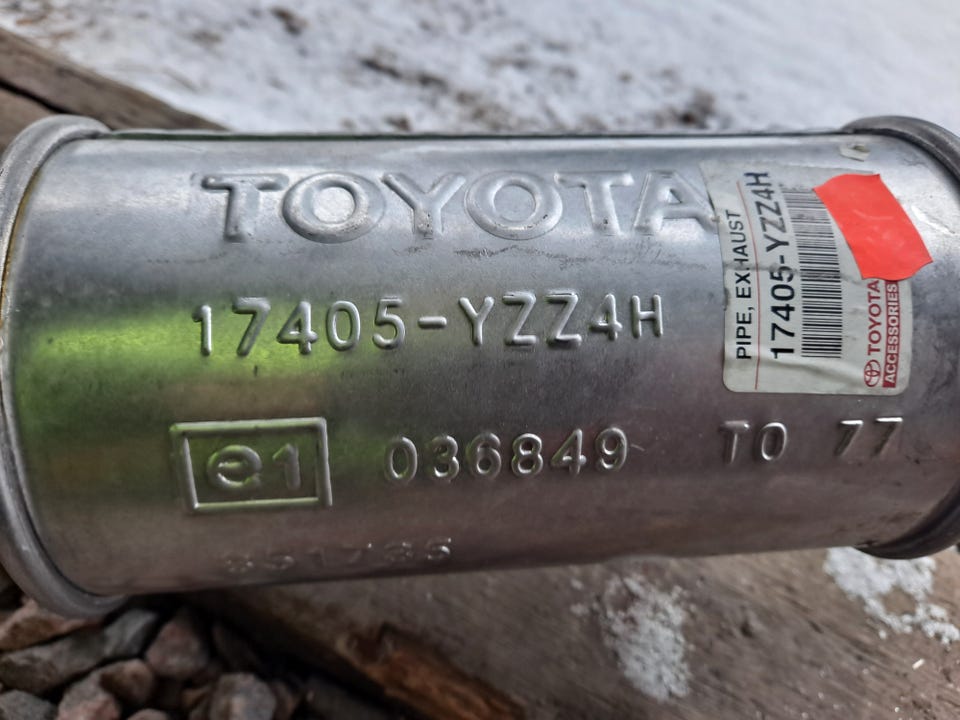 TOYOTA
17405-YZZ4H
e1 036849 TO 77
PIPE, EXHAUST
17405-YZZ4H
TOYOTA
ACCESSORIES